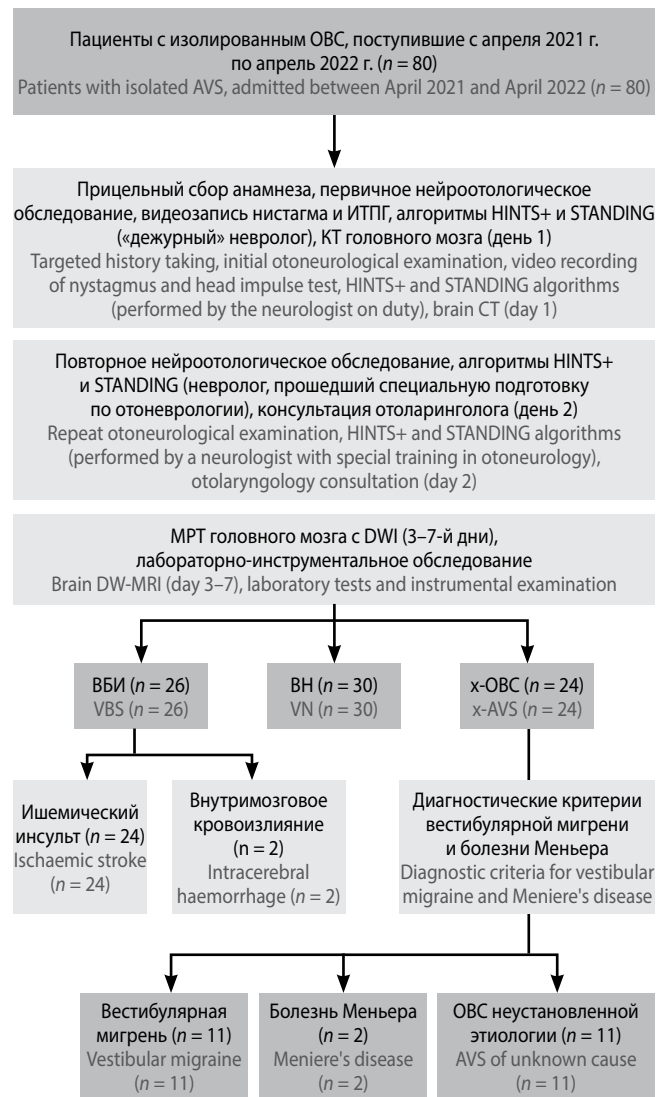 Пациенты с изолированным ОВС, поступившие с апреля 2021 г.
по апрель 2022 г. (n = 80)
Patients with isolated AVS, admitted between April 2021 and April 2022 (n = 80)
Прицельный сбор анамнеза, первичное нейроотологическое
обследование, видеозапись нистагма и ИТПГ, алгоритмы HINTS+ и STANDING
(«дежурный» невролог), КТ головного мозга (день 1)
Targeted history taking, initial otoneurological examination, video recording
of nystagmus and head impulse test, HINTS+ and STANDING algorithms
(performed by the neurologist on duty), brain CT (day 1)
Повторное нейроотологическое обследование, алгоритмы HINTS+
и STANDING (невролог, прошедший специальную подготовку
по отоневрологии), консультация отоларинголога (день 2)
Repeat otoneurological examination, HINTS+ and STANDING algorithms
(performed by a neurologist with special training in otoneurology),
otolaryngology consultation (day 2)
МРТ головного мозга с DWI (3–7-й дни),
лабораторно-инструментальное обследование
Brain DW-MRI (day 3–7), laboratory tests and instrumental examination
ВБИ (n = 26)
VBS (n = 26)
ВН (n = 30)
VN (n = 30)
х-ОВС (n = 24)
x-AVS (n = 24)
Ишемический
инсульт (n = 24)
Ischaemic stroke
(n = 24)
Внутримозговое
кровоизлияние
(n = 2)
Intracerebral
haemorrhage (n = 2)
Диагностические критерии
вестибулярной мигрени
и болезни Меньера
Diagnostic criteria for vestibular
migraine and Meniere's disease
Вестибулярная
мигрень (n = 11)
Vestibular migraine
(n = 11)
Болезнь Меньера
(n = 2)
Meniere's disease
(n = 2)
ОВС неустановленной
этиологии (n = 11)
AVS of unknown cause
(n = 11)